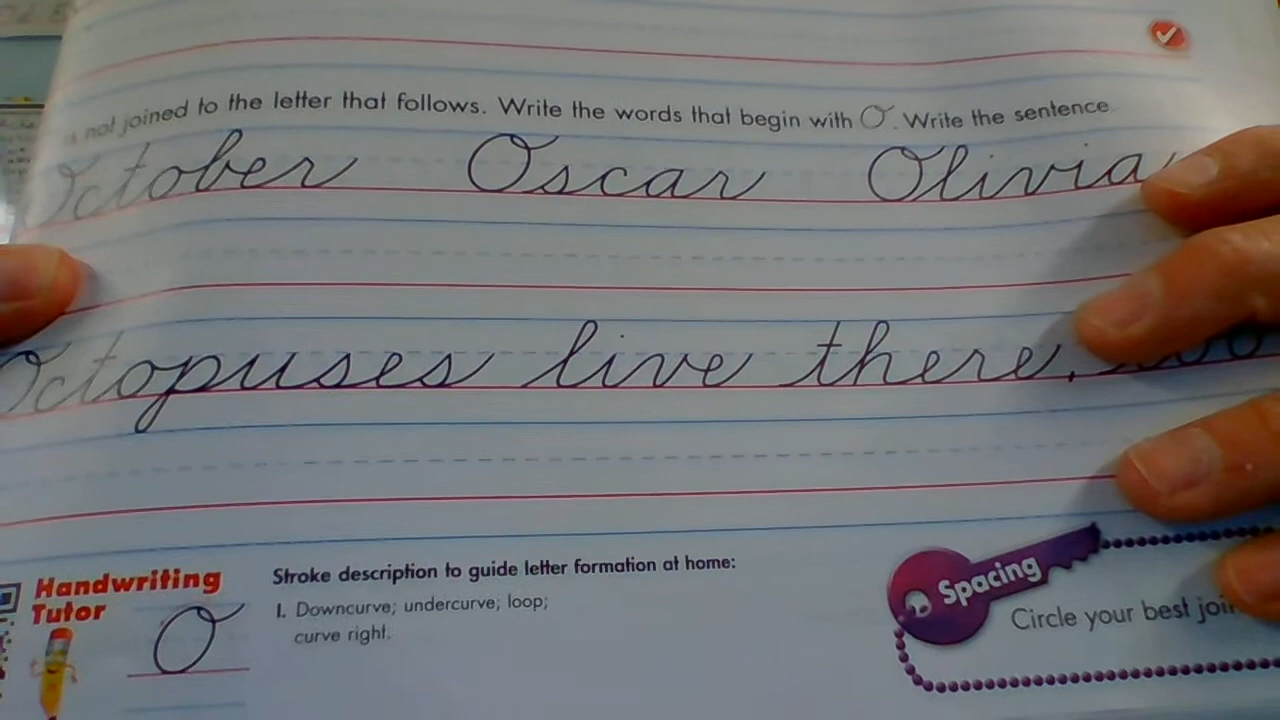 is not joined to the letter that follows. Write the words that begin with O. Write the sentence
October Oscar Olivia
Octopuses live there,
Handwriting
Tutor
O
Stroke description to guide letter formation at home:
1. Downcurve; undercurve; loop;
curve right.
Spacing
Circle your best